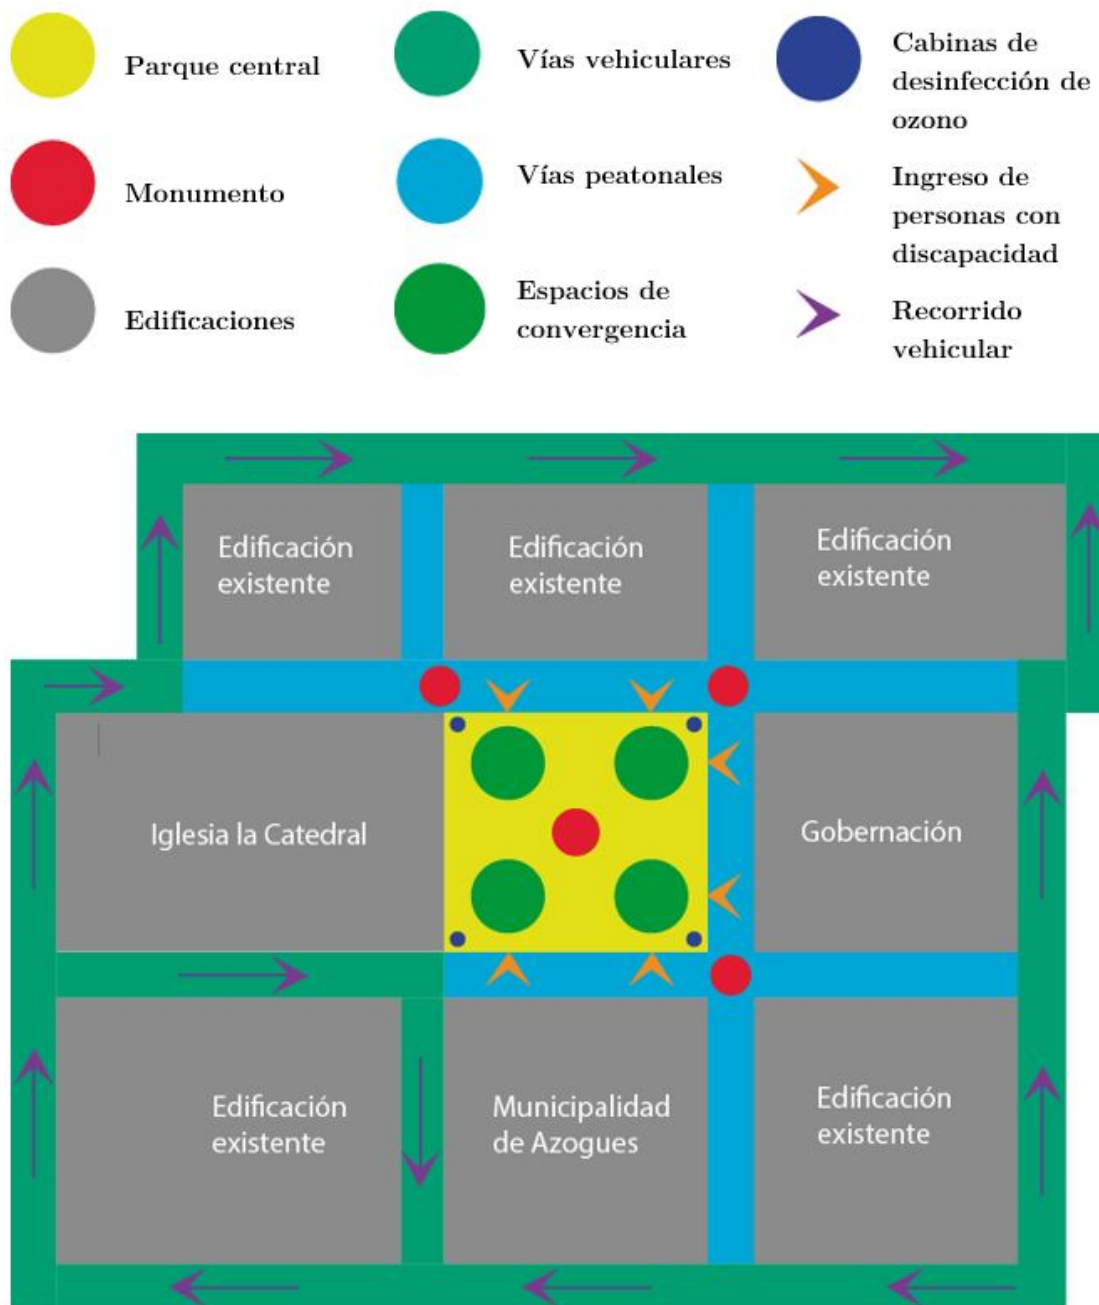 Parque central
Monumento
Edificaciones
Vías vehiculares
Vías peatonales
Espacios de
convergencia
Cabinas de
desinfección de
ozono
Ingreso de
personas con
discapacidad
Recorrido
vehicular
Edificación
existente
Edificación
existente
Edificación
existente
Iglesia la Catedral
Gobernación
Edificación
existente
Municipalidad
de Azogues
Edificación
existente